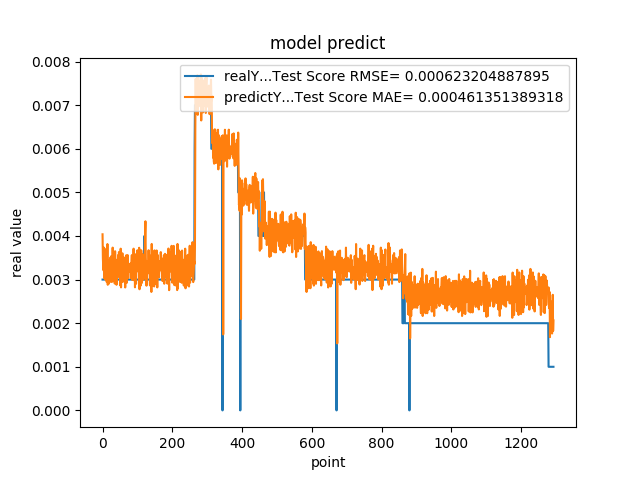 model predict
realY...Test Score RMSE= 0.000623204887895
predictY...Test Score MAE= 0.000461351389318
real value
0.008
0.007
0.006
0.005
0.004
0.003
0.002
0.001
0.000
0 200 400 600 800 1000 1200
point